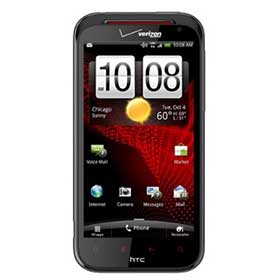 verizon
10:08 AM
10 08
Chicago
Sunny
Tue, Oct 4
60°
Voice Mail
Market
Internet
Camera
Messages
Mail
Phone
hTC